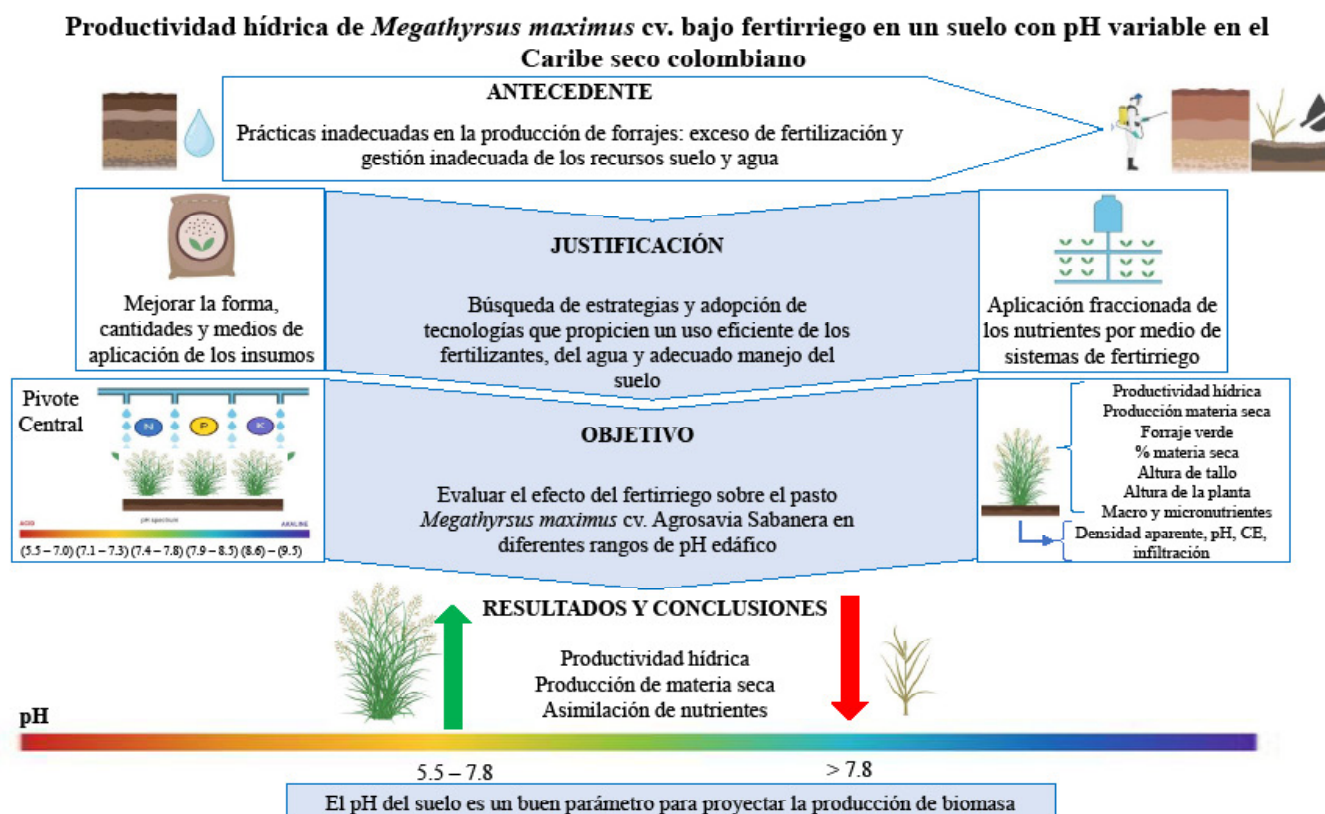 Productividad hídrica de Megathyrsus maximus cv. bajo fertirriego en un suelo con pH variable en el
Caribe seco colombiano
ANTECEDENTE
Prácticas inadecuadas en la producción de forrajes: exceso de fertilización y
gestión inadecuada de los recursos suelo y agua
Mejorar la forma,
cantidades y medios de
aplicación de los insumos
JUSTIFICACIÓN
Búsqueda de estrategias y adopción de
tecnologías que propicien un uso eficiente de los
fertilizantes, del agua y adecuado manejo del
suelo
Aplicación fraccionada de
los nutrientes por medio de
sistemas de fertirriego
Pivote
Central
N P K
pH spectrum
ACID ALKALINE
(5.5 – 7.0) (7.1 – 7.3) (7.4 – 7.8) (7.9 – 8.5) (8.6) – (9.5)
OBJETIVO
Evaluar el efecto del fertirriego sobre el pasto
Megathyrsus maximus cv. Agrosavia Sabanera en
diferentes rangos de pH edáfico
Productividad hídrica
Producción materia seca
Forraje verde
% materia seca
Altura de tallo
Altura de la planta
Macro y micronutrientes
Densidad aparente, pH, CE,
infiltración
RESULTADOS Y CONCLUSIONES
Productividad hídrica
Producción de materia seca
Asimilación de nutrientes
pH
5.5 – 7.8 > 7.8
El pH del suelo es un buen parámetro para proyectar la producción de biomasa